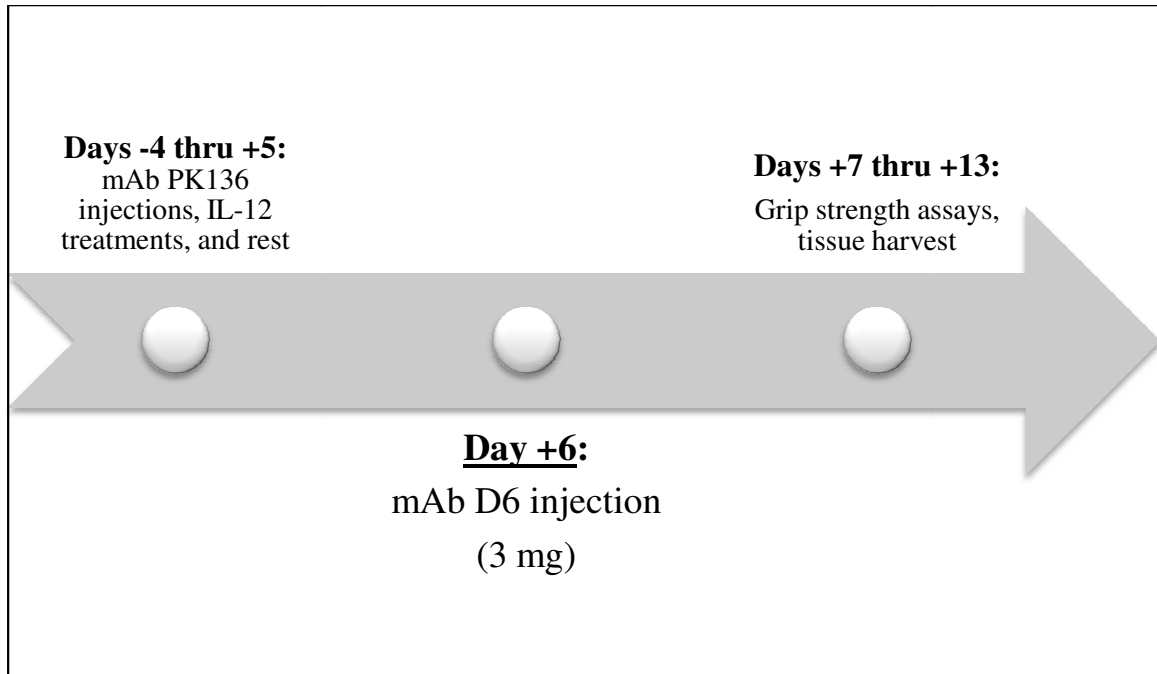 Days -4 thru +5:
mAb PK136
injections, IL-12
treatments, and rest
Day +6:
mAb D6 injection
(3 mg)
Days +7 thru +13:
Grip strength assays,
tissue harvest